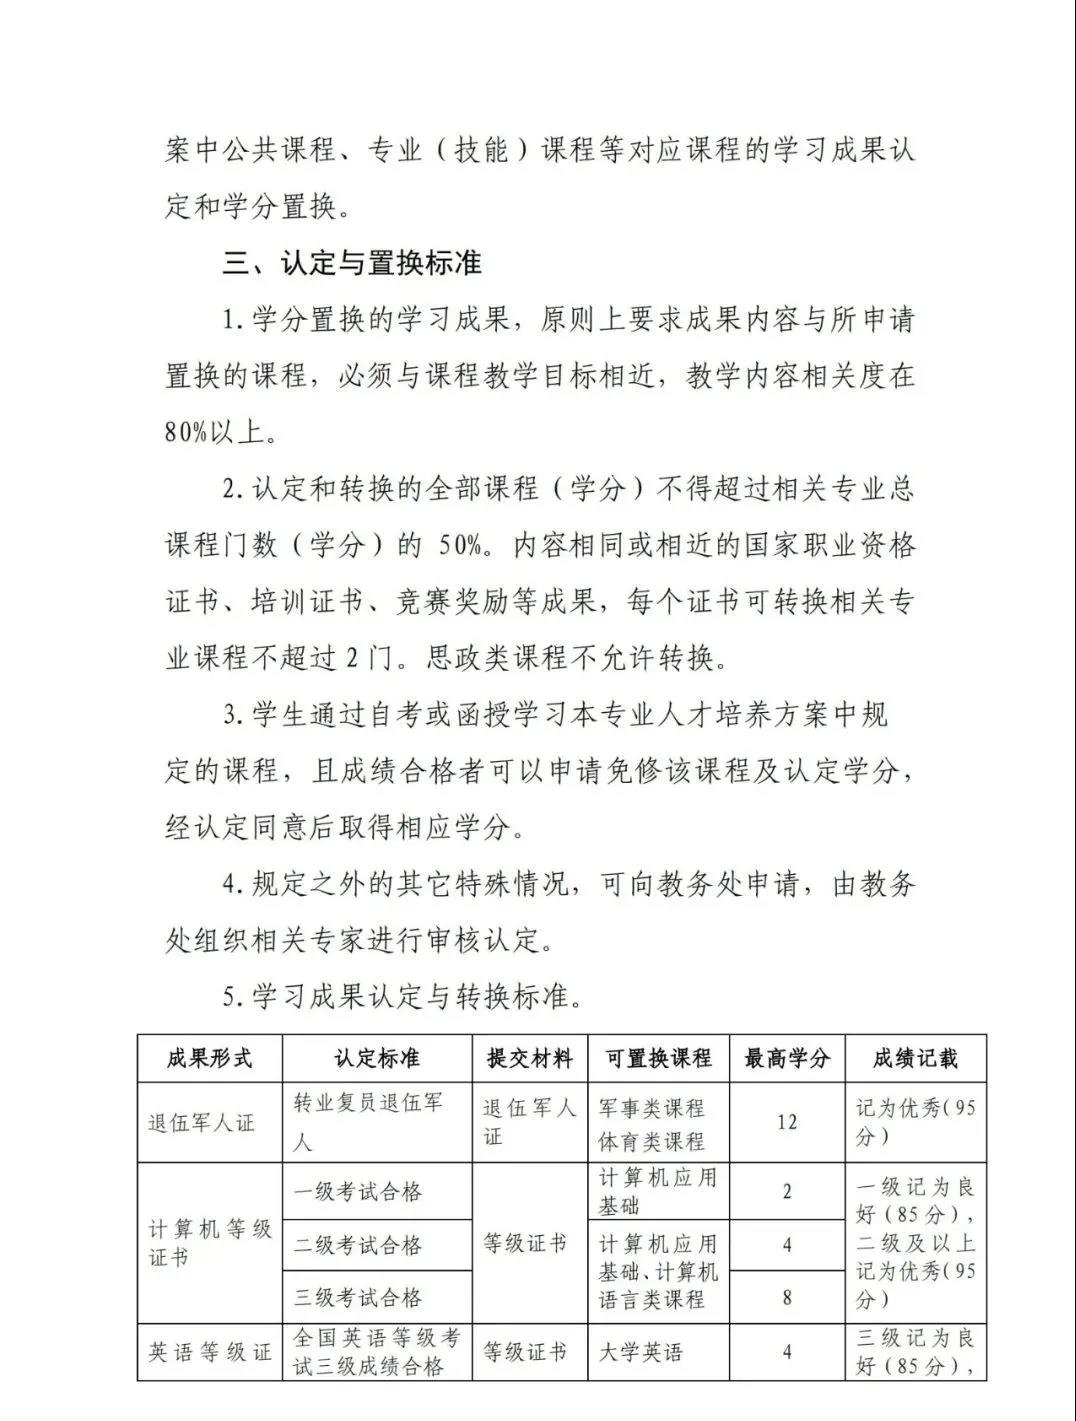 案中公共课程、专业（技能）课程等对应课程的学习成果认
定和学分置换。
三、认定与置换标准
1.学分置换的学习成果，原则上要求成果内容与所申请
置换的课程，必须与课程教学目标相近，教学内容相关度在
80%以上。
2.认定和转换的全部课程（学分）不得超过相关专业总
课程门数（学分）的 50%。内容相同或相近的国家职业资格
证书、培训证书、竞赛奖励等成果，每个证书可转换相关专
业课程不超过 2 门。思政类课程不允许转换。
3.学生通过自考或函授学习本专业人才培养方案中规
定的课程，且成绩合格者可以申请免修该课程及认定学分，
经认定同意后取得相应学分。
4.规定之外的其它特殊情况，可向教务处申请，由教务
处组织相关专家进行审核认定。
5.学习成果认定与转换标准。
成果形式 认定标准 提交材料 可置换课程 最高学分 成绩记载
退伍军人证
转业复员退伍军
人
退伍军人
证
军事类课程
体育类课程
12
记为优秀（95
分）
计算机等级
证书
一级考试合格
二级考试合格
三级考试合格
等级证书
计算机应用
基础
计算机应用
基础、计算机
语言类课程
2
4
8
一级记为良
好（85 分），
二级及以上
记为优秀（95
分）
英语等级证
全国英语等级考
试三级成绩合格
等级证书
大学英语
4
三级记为良
好（85 分），